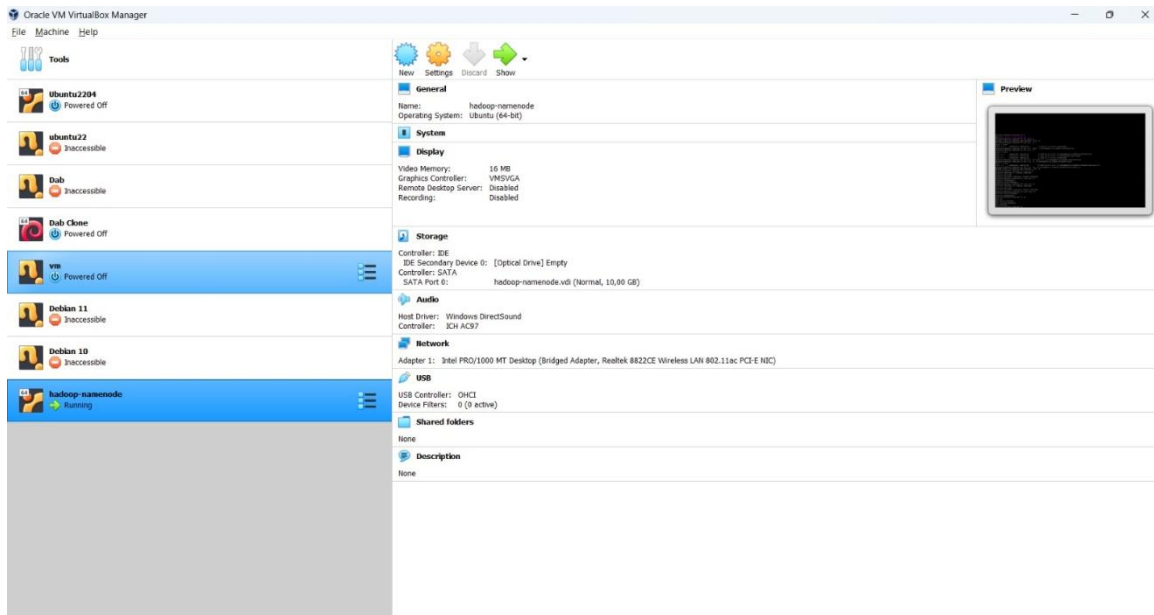 Oracle VM VirtualBox Manager
File Machine Help
Tools
64 Ubuntu2204
Powered Off
ubuntu22
Inaccessible
Dab
Inaccessible
64 Dab Clone
Powered Off
vm
Powered Off
Debian 11
Inaccessible
Debian 10
Inaccessible
64 hadoop-namenode
Running
New Settings Discard Show
General
Name: hadoop-namenode
Operating System: Ubuntu (64-bit)
System
Display
Video Memory: 16 MB
Graphics Controller: VMSVGA
Remote Desktop Server: Disabled
Recording: Disabled
Storage
Controller: IDE
IDE Secondary Device 0: [Optical Drive] Empty
Controller: SATA
SATA Port 0: hadoop-namenode.vdi (Normal, 10,00 GB)
Audio
Host Driver: Windows DirectSound
Controller: ICH AC97
Network
Adapter 1: Intel PRO/1000 MT Desktop (Bridged Adapter, Realtek 8822CE Wireless LAN 802.11ac PCI-E NIC)
USB
USB Controller: OHCI
Device Filters: 0 (0 active)
Shared folders
None
Description
None
Preview